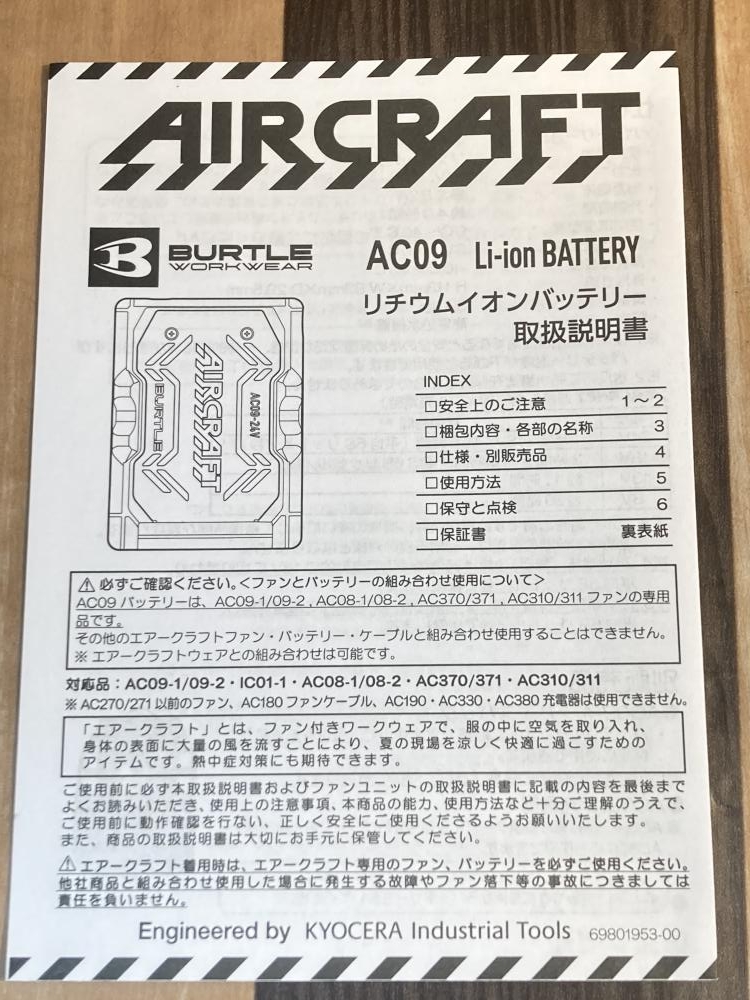 AIRCRAFT
BURTLE
WORKWEAR
AC09 Li-ion BATTERY
リチウムイオンバッテリー
取扱説明書
AIRCRAFT
BURTLE
AC09-24V
INDEX
□安全上のご注意 1～2
□梱包内容・各部の名称 3
□仕様・別販売品 4
□使用方法 5
□保守と点検 6
□保証書 裏表紙
⚠必ずご確認ください。<ファンとバッテリーの組み合わせ使用について>
AC09 バッテリーは、AC09-1/09-2 , AC08-1/08-2 , AC370/371 , AC310/311 ファンの専用
品です。
その他のエアークラフトファン・バッテリー・ケーブルと組み合わせ使用することはできません。
※ エアークラフトウェアとの組み合わせは可能です。
対応品：AC09-1/09-2・IC01-1・AC08-1/08-2・AC370/371・AC310/311
※ AC270/271 以前のファン、AC180 ファンケーブル、AC190・AC330・AC380 充電器は使用できません。
「エアークラフト」とは、ファン付きワークウェアで、服の中に空気を取り入れ、
身体の表面に大量の風を流すことにより、夏の現場を涼しく快適に過ごすための
アイテムです。熱中症対策にも期待できます。
ご使用前に必ず本取扱説明書およびファンユニットの取扱説明書に記載の内容を最後まで
よくお読みいただき、使用上の注意事項、本商品の能力、使用方法など十分ご理解のうえで、
ご使用前に動作確認を行ない、正しく安全にご使用くださるようお願いいたします。
また、商品の取扱説明書は大切にお手元に保管してください。
⚠エアークラフト着用時は、エアークラフト専用のファン、バッテリーを必ずご使用ください。
他社商品と組み合わせ使用した場合に発生する故障やファン落下等の事故につきましては
責任を負いません。
Engineered by KYOCERA Industrial Tools 69801953-00